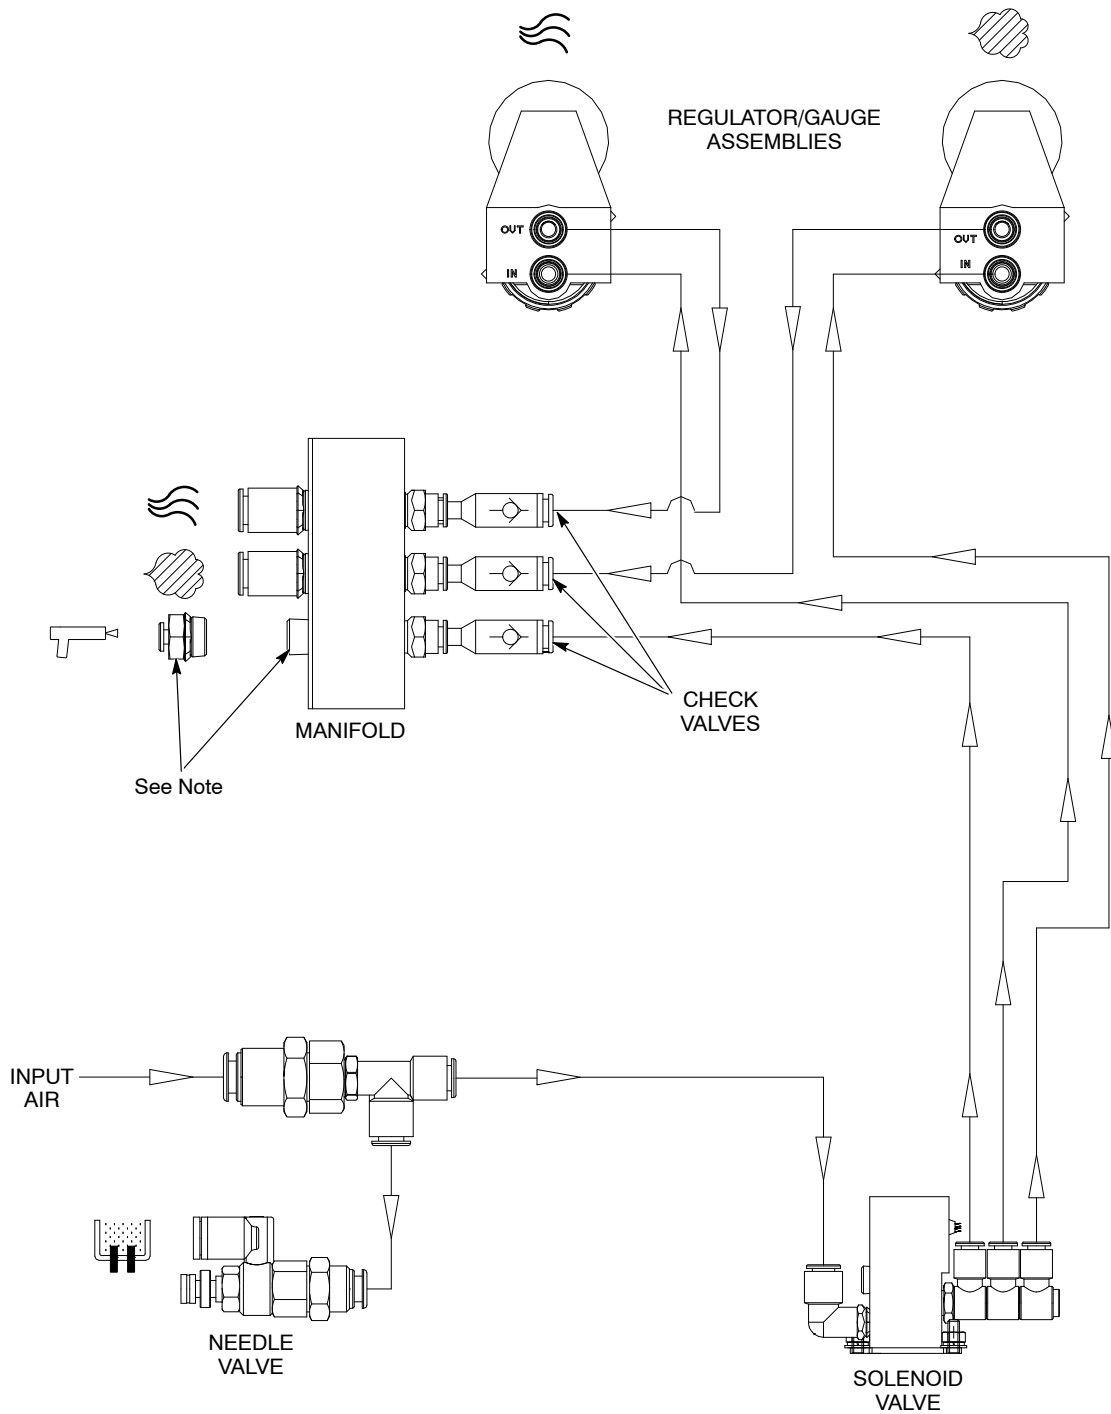 REGULATOR/GAUGE
ASSEMBLIES
OUT
IN
OUT
IN
CHECK
VALVES
MANIFOLD
See Note
INPUT
AIR
NEEDLE
VALVE
SOLENOID
VALVE